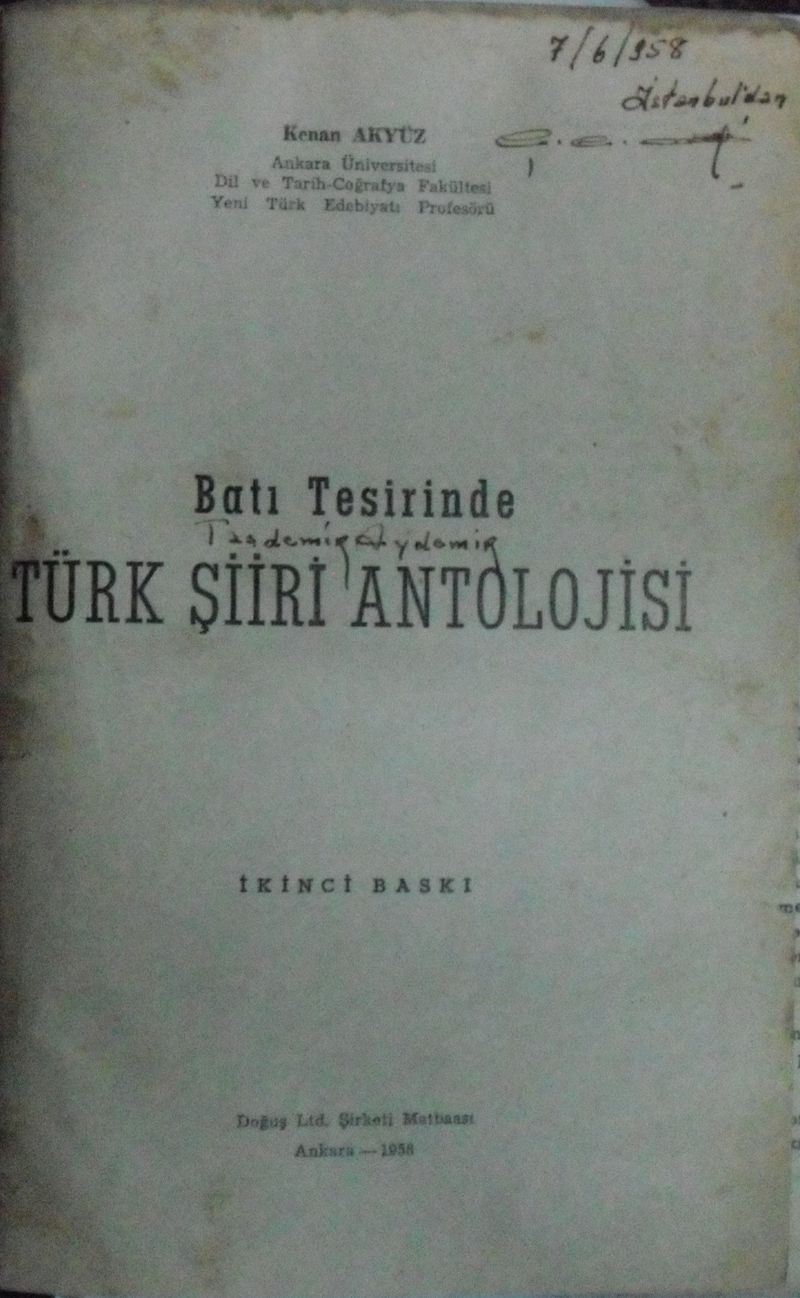 7/6/958
İstanbul'dan
Kenan AKYÜZ
Ankara Üniversitesi
Dil ve Tarih-Coğrafya Fakültesi
Yeni Türk Edebiyatı Profesörü
Batı Tesirinde
Taşdemir Aydemir
TÜRK ŞİİRİ ANTOLOJİSİ
İKİNCİ BASKI
Doğuş Ltd. Şirketi Matbaası
Ankara — 1958